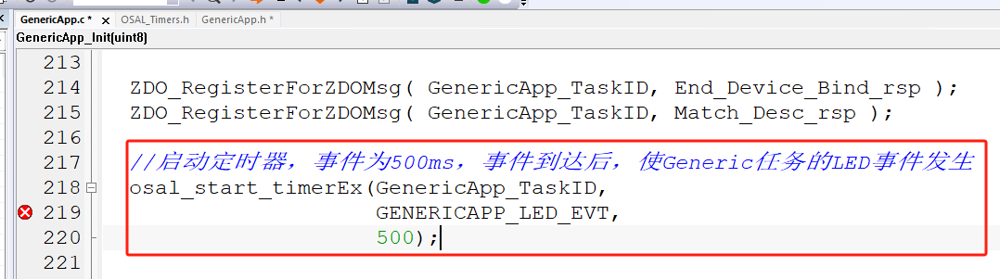 GenericApp.c * × OSAL_Timers.h GenericApp.h *
GenericApp_Init(uint8)
213
214 ZDO_RegisterForZDOMsg( GenericApp_TaskID, End_Device_Bind_rsp );
215 ZDO_RegisterForZDOMsg( GenericApp_TaskID, Match_Desc_rsp );
216
217 //启动定时器，事件为500ms，事件到达后，使Generic任务的LED事件发生
218 osal_start_timerEx(GenericApp_TaskID,
219 GENERICAPP_LED_EVT,
220 500);
221